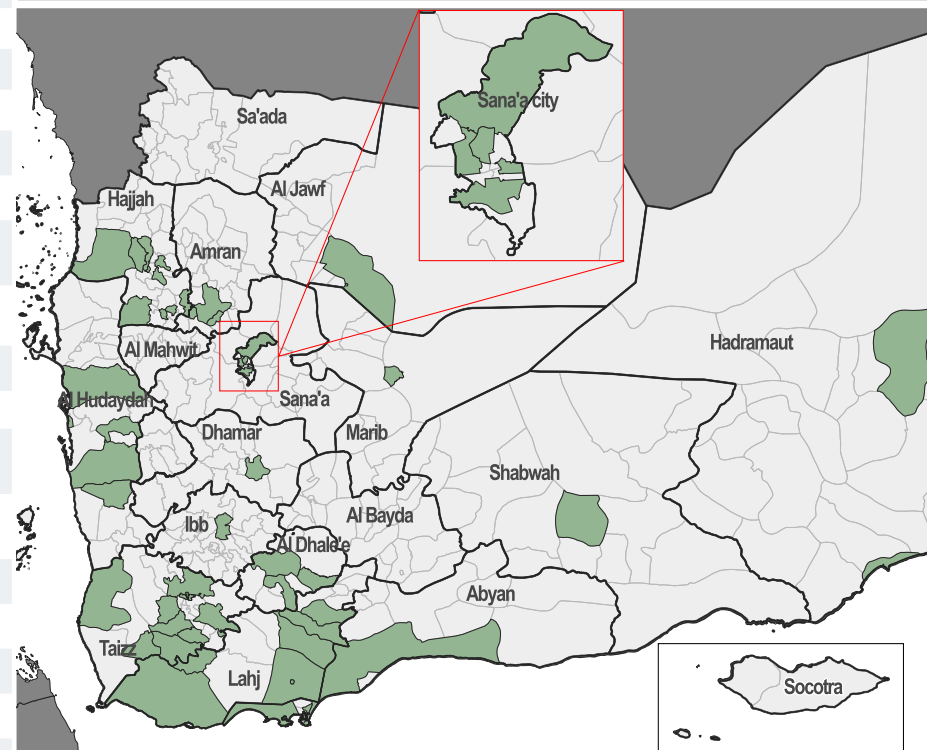 Sana'a city
Sa'ada
Al Jawf
Hajjah
Amran
Hadramaut
Al Mahwit
Al Hudaydah
Sana'a
Dhamar
Marib
Shabwah
Ibb
Al Bayda
Al Dhale'e
Abyan
Taizz
Lahj
Socotra